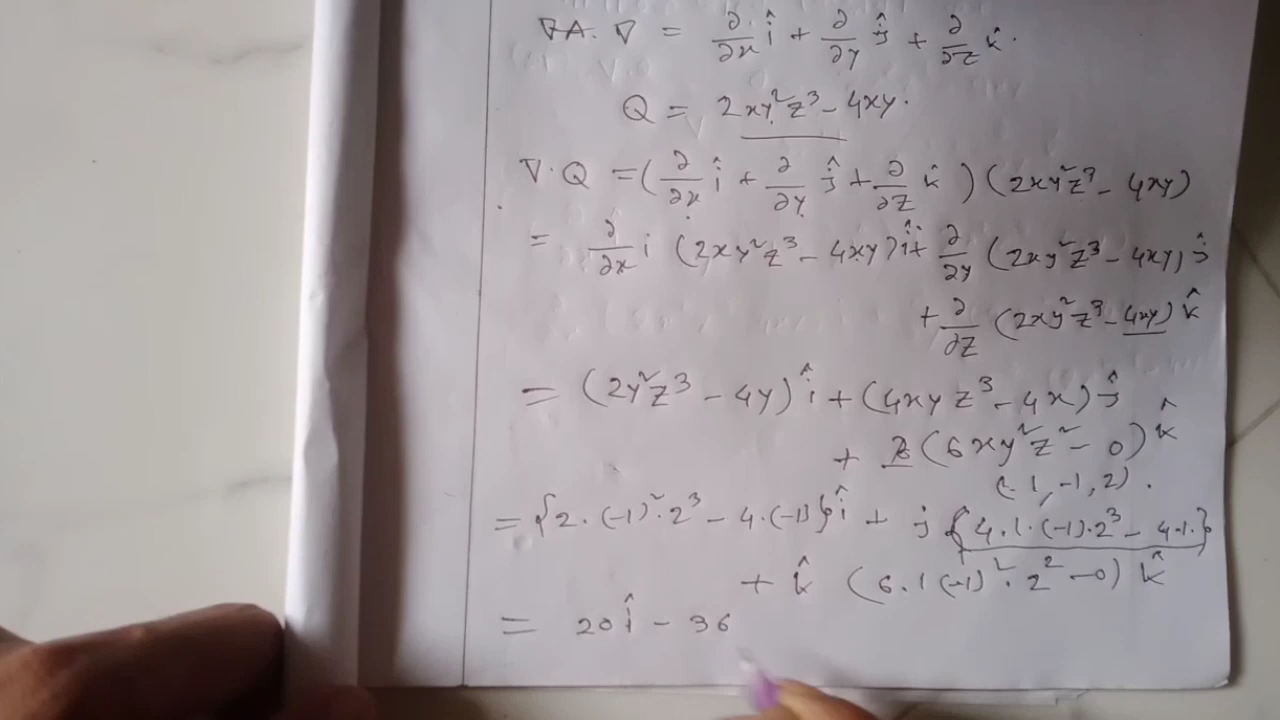 ∇A. ∇ = ∂/∂x î + ∂/∂y ĵ + ∂/∂z k̂.
Q = 2xy²z³ - 4xy.
∇·Q = (∂/∂x î + ∂/∂y ĵ + ∂/∂z k̂) (2xy²z³ - 4xy)
= ∂/∂x i (2xy²z³ - 4xy) î + ∂/∂y (2xy²z³ - 4xy) ĵ
+ ∂/∂z (2xy²z³ - 4xy) k̂
= (2y²z³ - 4y) î + (4xyz³ - 4x) ĵ
+ (6xy²z² - 0) k̂
(1, -1, 2).
= {2·(-1)²·2³ - 4·(-1)} î + j {4·1·(-1)·2³ - 4·1·}
+ k̂ (6·1(-1)²·2² - 0) k̂
= 20 î - 36